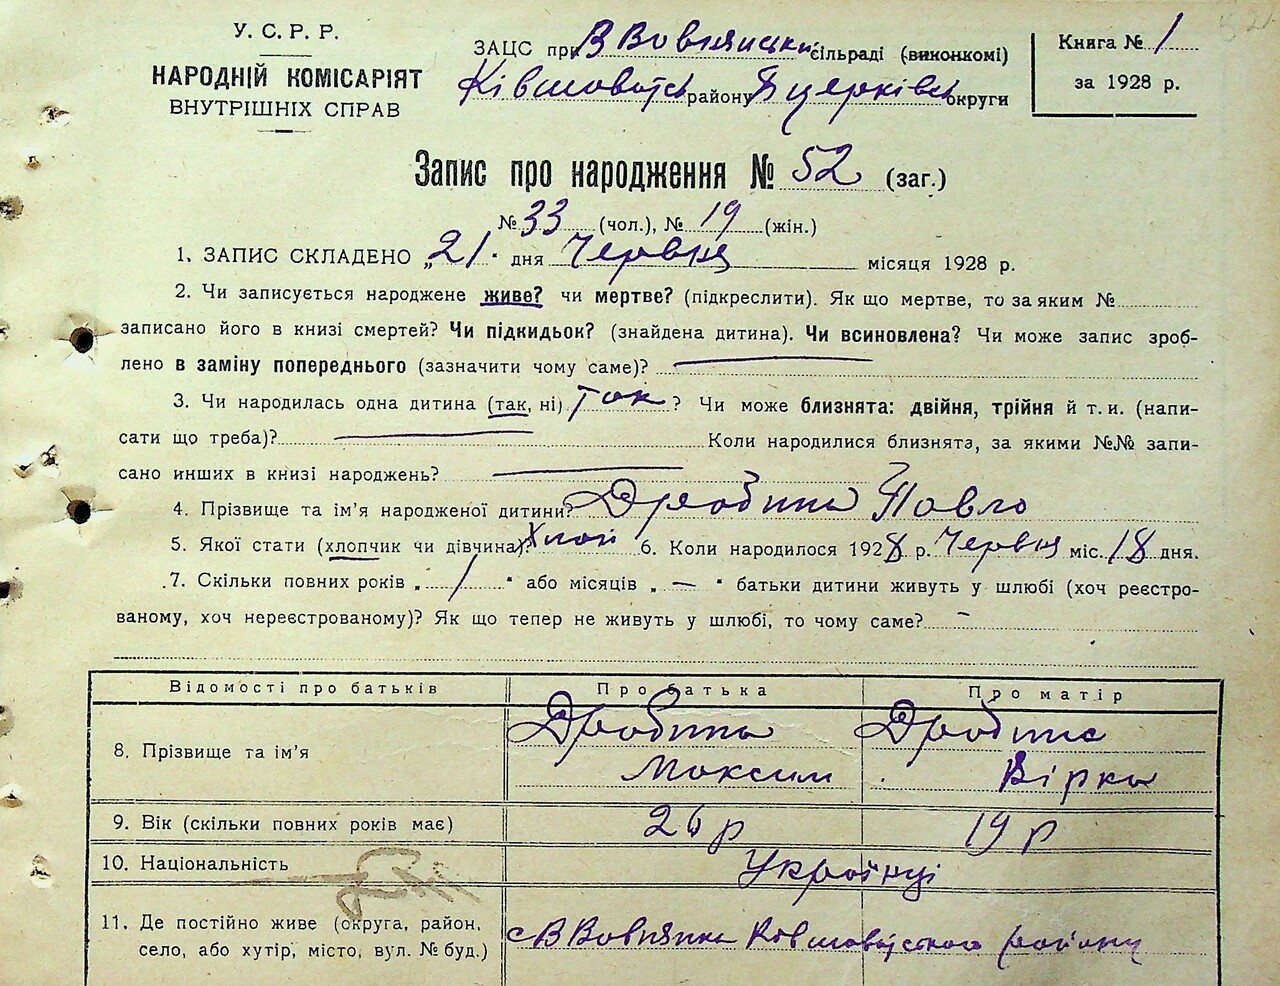 У. С. Р. Р.
НАРОДНІЙ КОМІСАРІЯТ
ВНУТРІШНІХ СПРАВ
ЗАЦС при В Вовнянській сільраді (виконкомі)
Ківшоватськ району Бцерківськ округи
Книга № 1
за 1928 р.
Запис про народження № 52 (заг.)
№ 33 (чол.), № 19 (жін.)
1. ЗАПИС СКЛАДЕНО „21" дня Червня місяця 1928 р.
2. Чи записується народжене живе? чи мертве? (підкреслити). Як що мертве, то за яким №
записано його в книзі смертей? Чи підкидьок? (знайдена дитина). Чи всиновлена? Чи може запис зроб-
лено в заміну попереднього (зазначити чому саме)? —
3. Чи народилась одна дитина (так, ні) так ? Чи може близнята: двійня, трійня й т. и. (напи-
сати що треба)? — Коли народилися близнята, за якими №№ запи-
сано инших в книзі народжень? —
4. Прізвище та ім'я народженої дитини? Дробина Павло
5. Якої стати (хлопчик чи дівчина)? хлоп 6. Коли народилося 1928 р. Червня міс. 18 дня.
7. Скільки повних років „ 1 " або місяців „ — " батьки дитини живуть у шлюбі (хоч реєстро-
ваному, хоч нереєстрованому)? Як що тепер не живуть у шлюбі, то чому саме? —
Відомості про батьків Про батька Про матір
8. Прізвище та ім'я Дробина Максим Дробина Вірка
9. Вік (скільки повних років має) 26 р 19 р
10. Національність Українці
11. Де постійно живе (округа, район,
село, або хутір, місто, вул. № буд.) с В Вовнянка Ковшоватського району